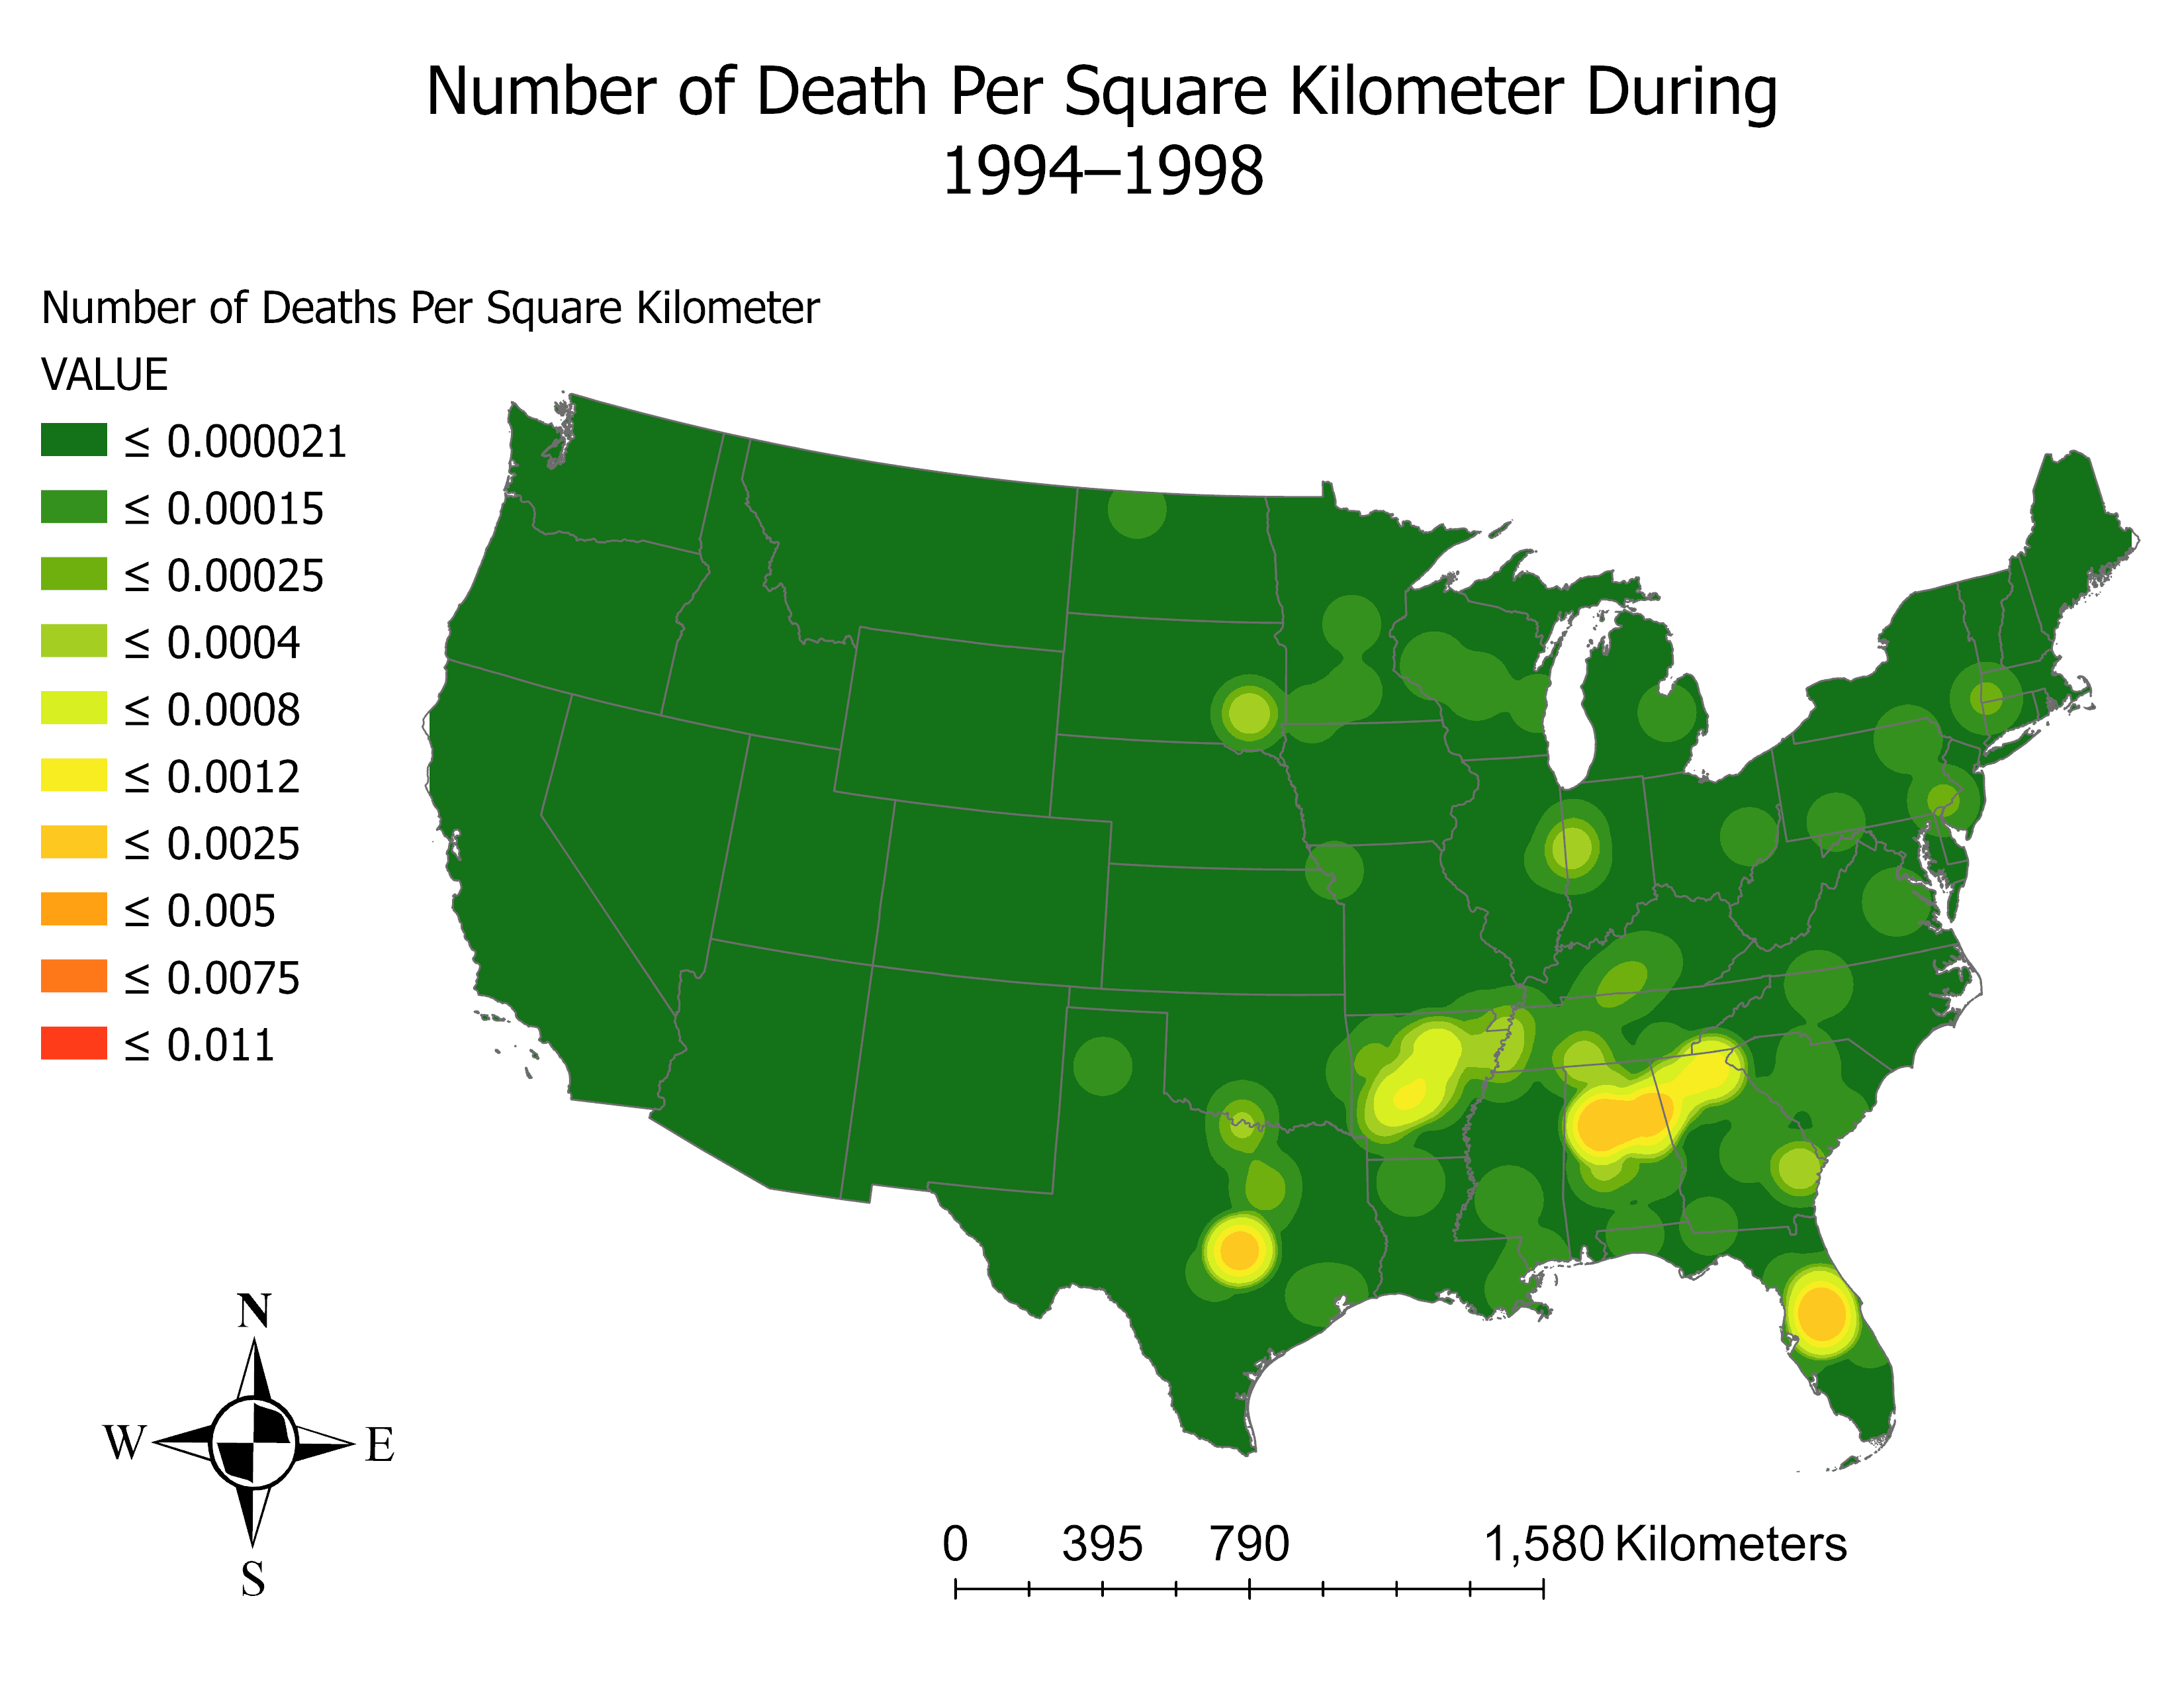 Number of Death Per Square Kilometer During
1994–1998
Number of Deaths Per Square Kilometer
VALUE
≤ 0.000021
≤ 0.00015
≤ 0.00025
≤ 0.0004
≤ 0.0008
≤ 0.0012
≤ 0.0025
≤ 0.005
≤ 0.0075
≤ 0.011
N
W E
S
0 395 790 1,580 Kilometers